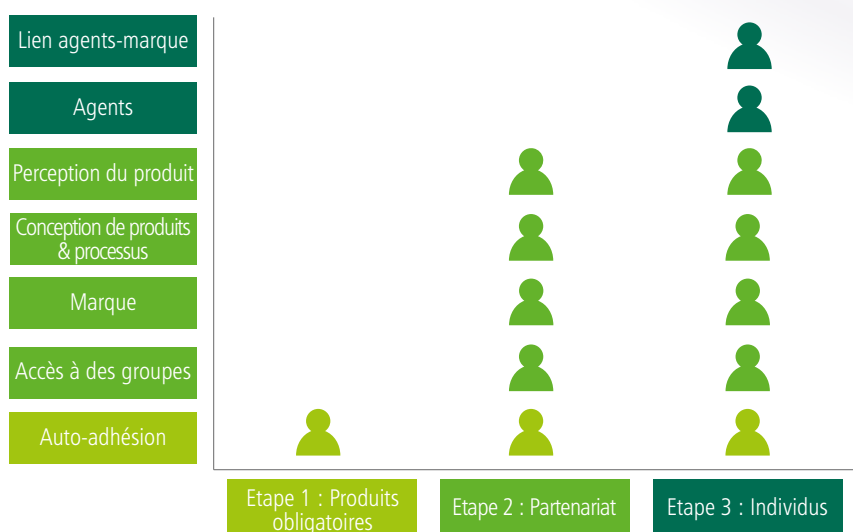 Lien agents-marque
Agents
Perception du produit
Conception de produits
& processus
Marque
Accès à des groupes
Auto-adhésion
Etape 1 : Produits
obligatoires
Etape 2 : Partenariat
Etape 3 : Individus